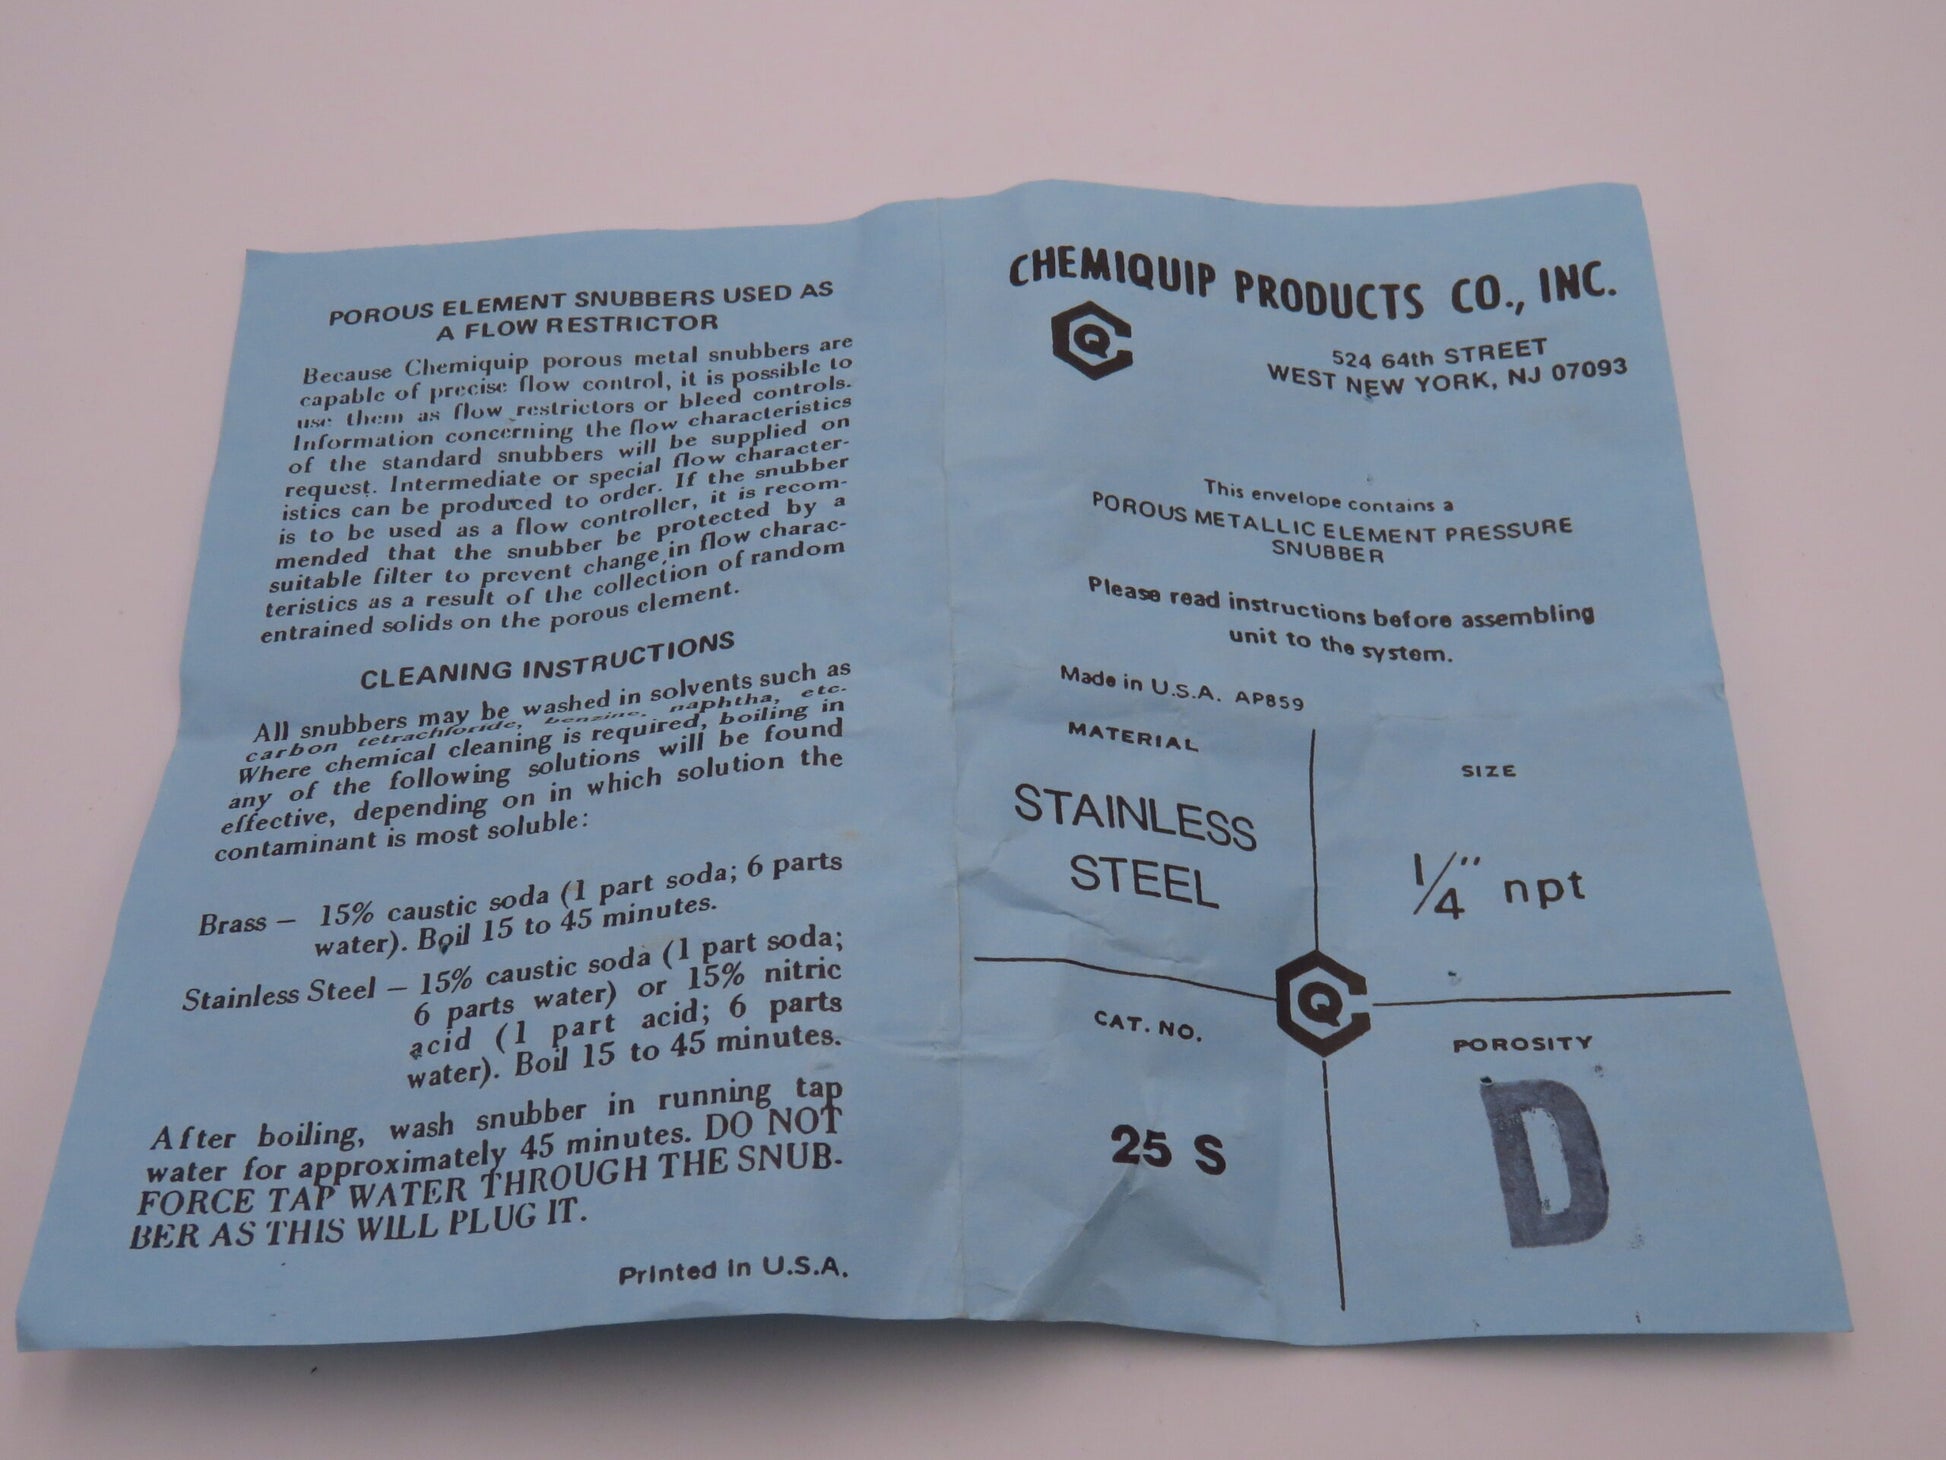 POROUS ELEMENT SNUBBERS USED AS
A FLOW RESTRICTOR
Because Chemiquip porous metal snubbers are
capable of precise flow control, it is possible to
use them as flow restrictors or bleed controls.
Information concerning the flow characteristics
of the standard snubbers will be supplied on
request. Intermediate or special flow character-
istics can be produced to order. If the snubber
is to be used as a flow controller, it is recom-
mended that the snubber be protected by a
suitable filter to prevent change in flow charac-
teristics as a result of the collection of random
entrained solids on the porous element.
CLEANING INSTRUCTIONS
All snubbers may be washed in solvents such as
carbon tetrachloride, benzine, naphtha, etc.
Where chemical cleaning is required, boiling in
any of the following solutions will be found
effective, depending on in which solution the
contaminant is most soluble:
Brass — 15% caustic soda (1 part soda; 6 parts
water). Boil 15 to 45 minutes.
Stainless Steel — 15% caustic soda (1 part soda;
6 parts water) or 15% nitric
acid (1 part acid; 6 parts
water). Boil 15 to 45 minutes.
After boiling, wash snubber in running tap
water for approximately 45 minutes. DO NOT
FORCE TAP WATER THROUGH THE SNUB-
BER AS THIS WILL PLUG IT.
Printed in U.S.A.
CHEMIQUIP PRODUCTS CO., INC.
CQ
524 64th STREET
WEST NEW YORK, NJ 07093
This envelope contains a
POROUS METALLIC ELEMENT PRESSURE
SNUBBER
Please read instructions before assembling
unit to the system.
Made in U.S.A. AP859
MATERIAL
STAINLESS
STEEL
SIZE
1/4" npt
CQ
CAT. NO.
25 S
POROSITY
D